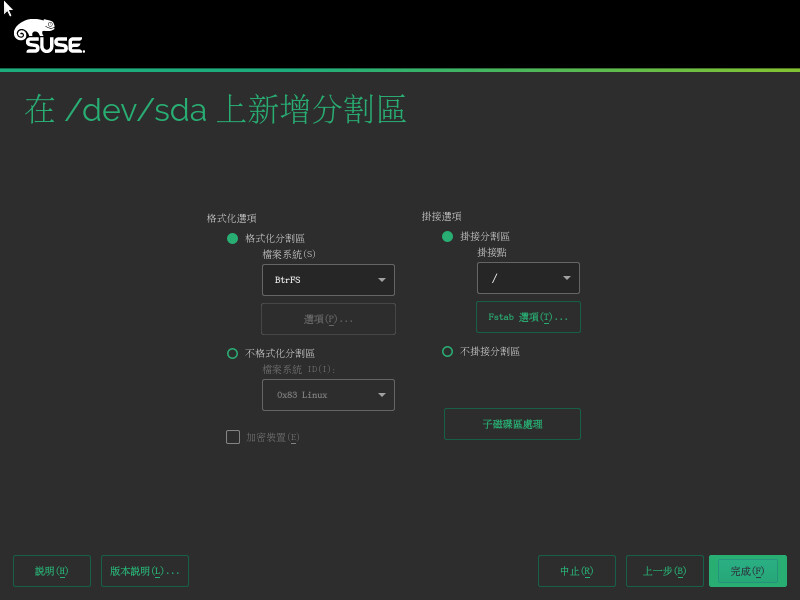 SUSE.
在 /dev/sda 上新增分割區
格式化選項
格式化分割區
檔案系統(S)
BtrFS
選項(P)...
不格式化分割區
檔案系統 ID(I):
0x83 Linux
加密裝置(E)
掛接選項
掛接分割區
掛接點
/
Fstab 選項(T)...
不掛接分割區
子磁碟區處理
說明(H)
版本說明(L)...
中止(R)
上一步(B)
完成(F)